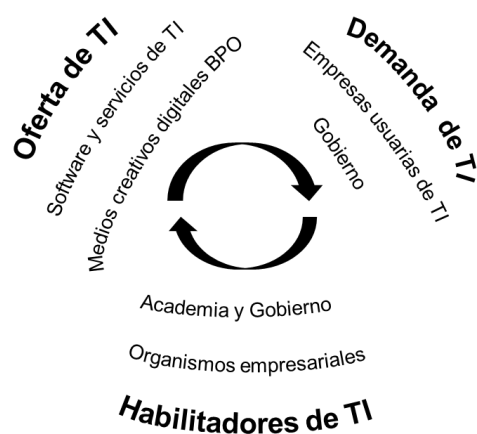 Oferta de TI
Software y servicios de TI
Medios creativos digitales BPO
Demanda de TI
Empresas usuarias de TI
Gobierno
Academia y Gobierno
Organismos empresariales
Habilitadores de TI